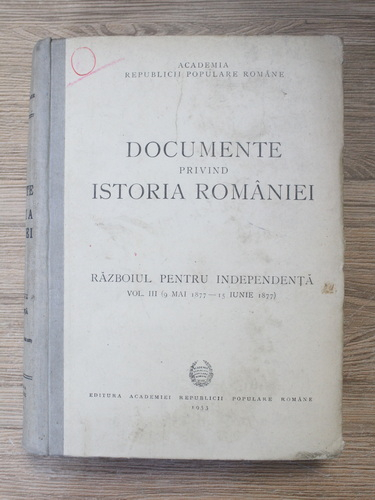 ACADEMIA
REPUBLICII POPULARE ROMÂNE
DOCUMENTE
PRIVIND
ISTORIA ROMÂNIEI
RĂZBOIUL PENTRU INDEPENDENȚĂ
VOL. III (9 MAI 1877—15 IUNIE 1877)
EDITURA ACADEMIEI REPUBLICII POPULARE ROMÂNE
1953